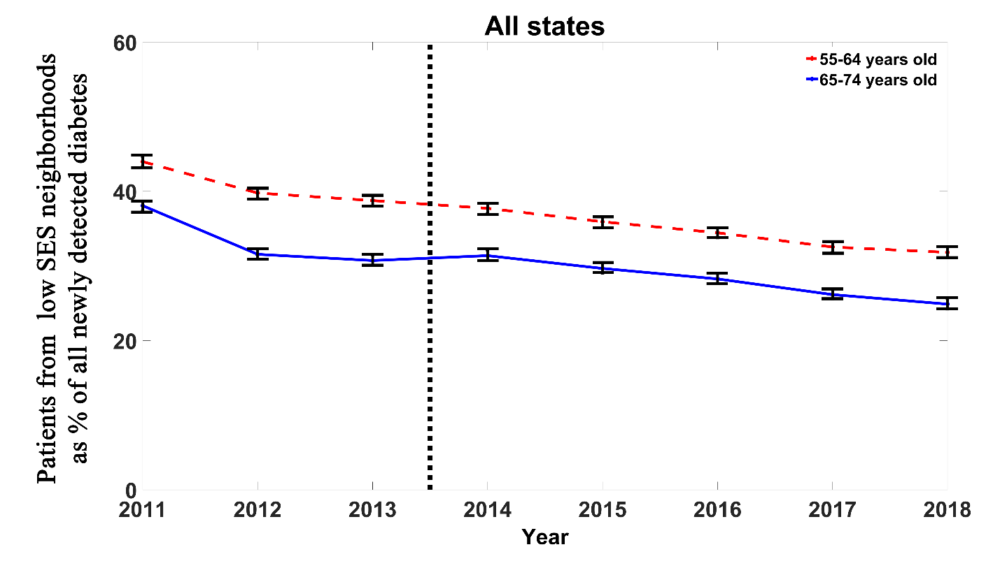 All states
Patients from low SES neighborhoods
as % of all newly detected diabetes
60
40
20
0
55-64 years old
65-74 years old
2011 2012 2013 2014 2015 2016 2017 2018
Year